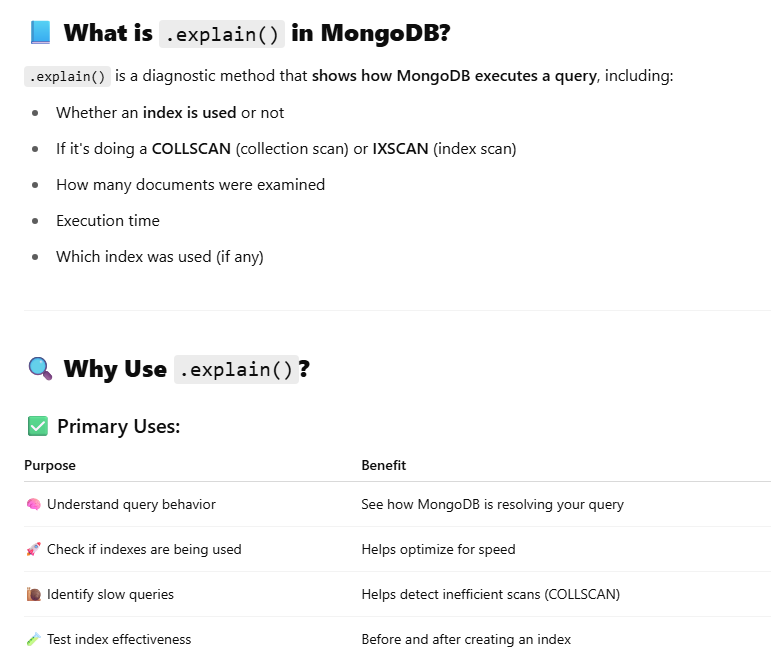 📘 What is .explain() in MongoDB?
.explain() is a diagnostic method that shows how MongoDB executes a query, including:
• Whether an index is used or not
• If it's doing a COLLSCAN (collection scan) or IXSCAN (index scan)
• How many documents were examined
• Execution time
• Which index was used (if any)
🔍 Why Use .explain()?
✅ Primary Uses:
Purpose Benefit
🧠 Understand query behavior See how MongoDB is resolving your query
🚀 Check if indexes are being used Helps optimize for speed
🐌 Identify slow queries Helps detect inefficient scans (COLLSCAN)
🧪 Test index effectiveness Before and after creating an index